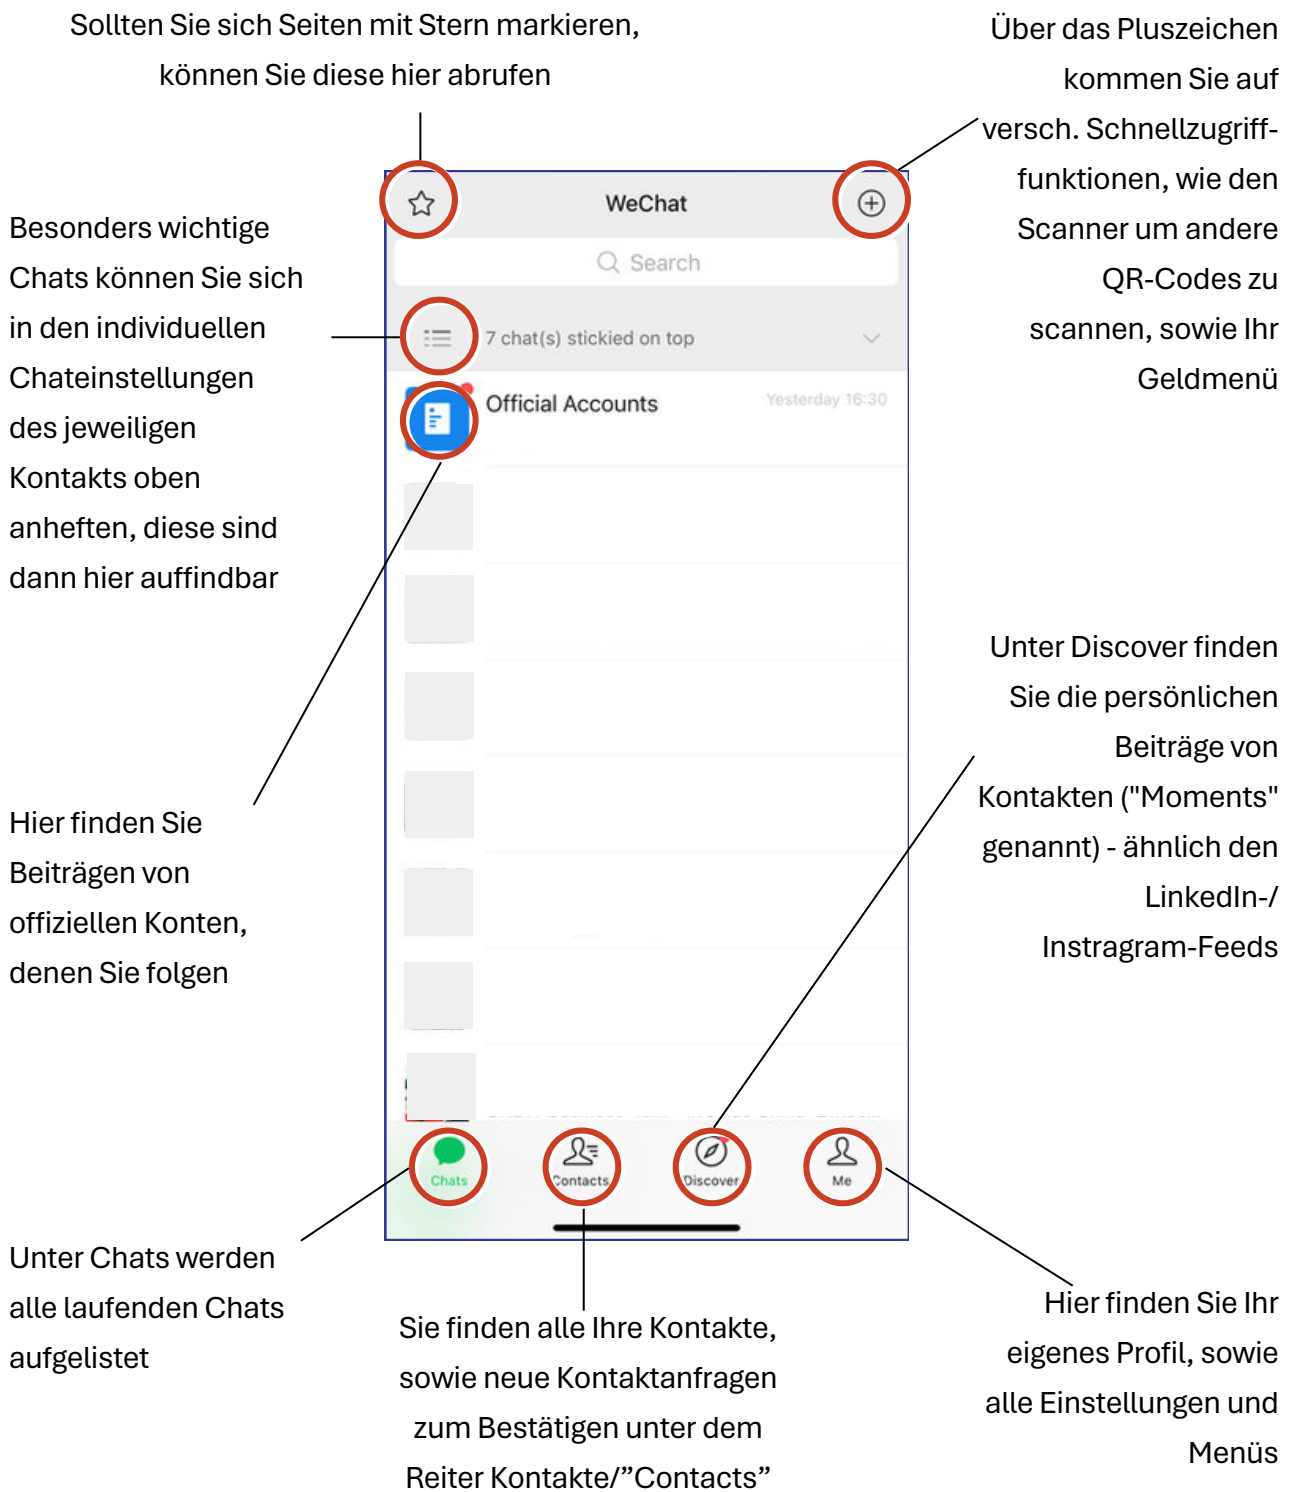 Sollten Sie sich Seiten mit Stern markieren,
können Sie diese hier abrufen
Über das Pluszeichen
kommen Sie auf
versch. Schnellzugriff-
funktionen, wie den
Scanner um andere
QR-Codes zu
scannen, sowie Ihr
Geldmenü
Besonders wichtige
Chats können Sie sich
in den individuellen
Chateinstellungen
des jeweiligen
Kontakts oben
anheften, diese sind
dann hier auffindbar
WeChat
Search
7 chat(s) stickied on top
Official Accounts
Yesterday 16:30
Unter Discover finden
Sie die persönlichen
Beiträge von
Kontakten ("Moments"
genannt) - ähnlich den
LinkedIn-/
Instragram-Feeds
Hier finden Sie
Beiträgen von
offiziellen Konten,
denen Sie folgen
Chats
Contacts
Discover
Me
Unter Chats werden
alle laufenden Chats
aufgelistet
Sie finden alle Ihre Kontakte,
sowie neue Kontaktanfragen
zum Bestätigen unter dem
Reiter Kontakte/”Contacts”
Hier finden Sie Ihr
eigenes Profil, sowie
alle Einstellungen und
Menüs